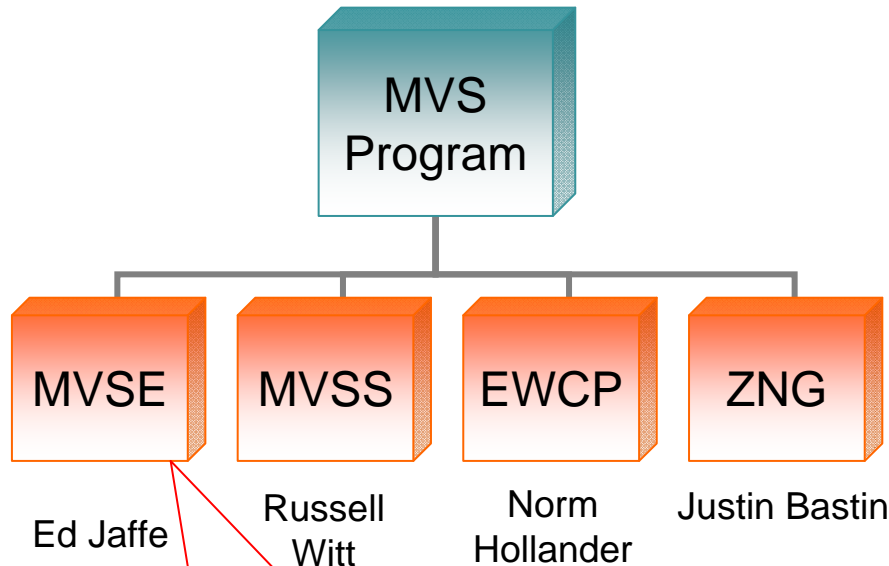 MVS
Program
MVSE
MVSS
EWCP
ZNG
Ed Jaffe
Russell
Witt
Norm
Hollander
Justin Bastin